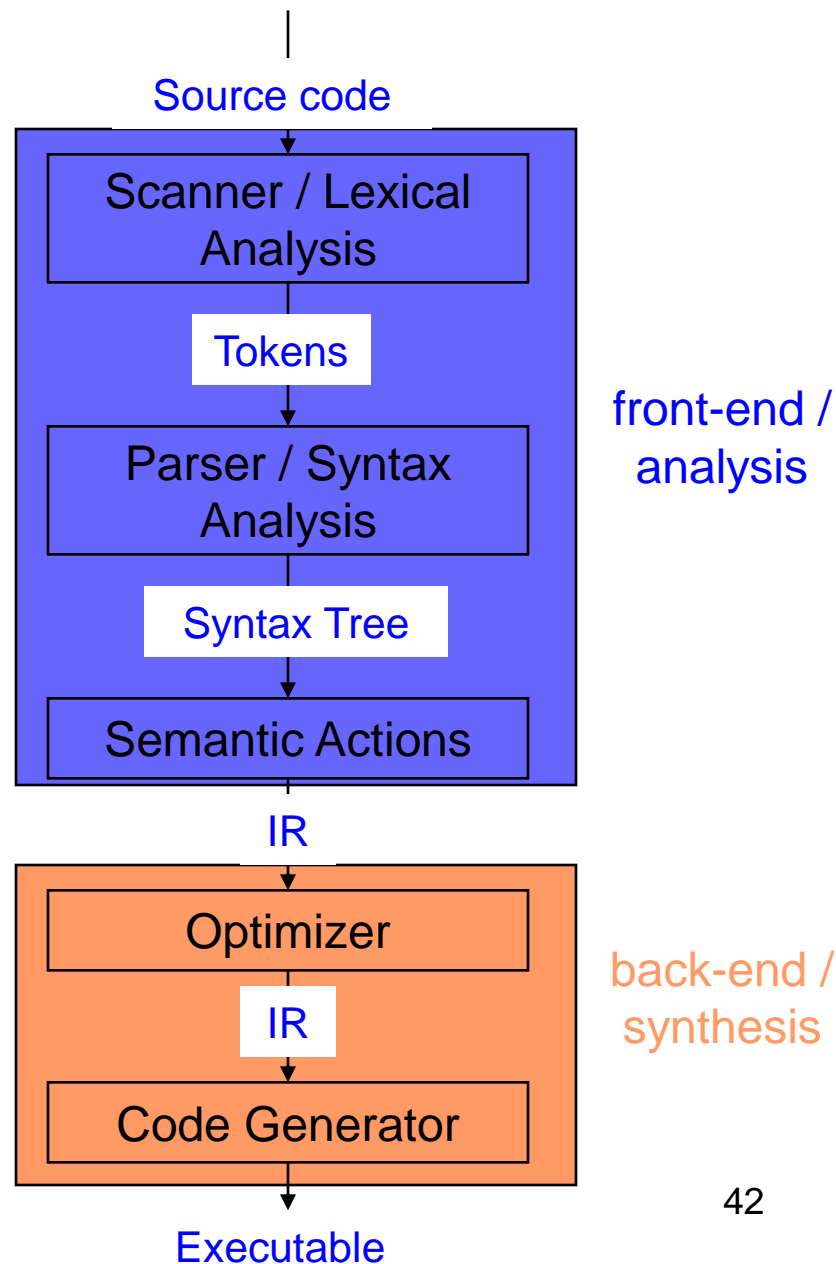 Source code
Scanner / Lexical
Analysis
Tokens
Parser / Syntax
Analysis
Syntax Tree
Semantic Actions
front-end /
analysis
IR
Optimizer
IR
Code Generator
back-end /
synthesis
Executable
42